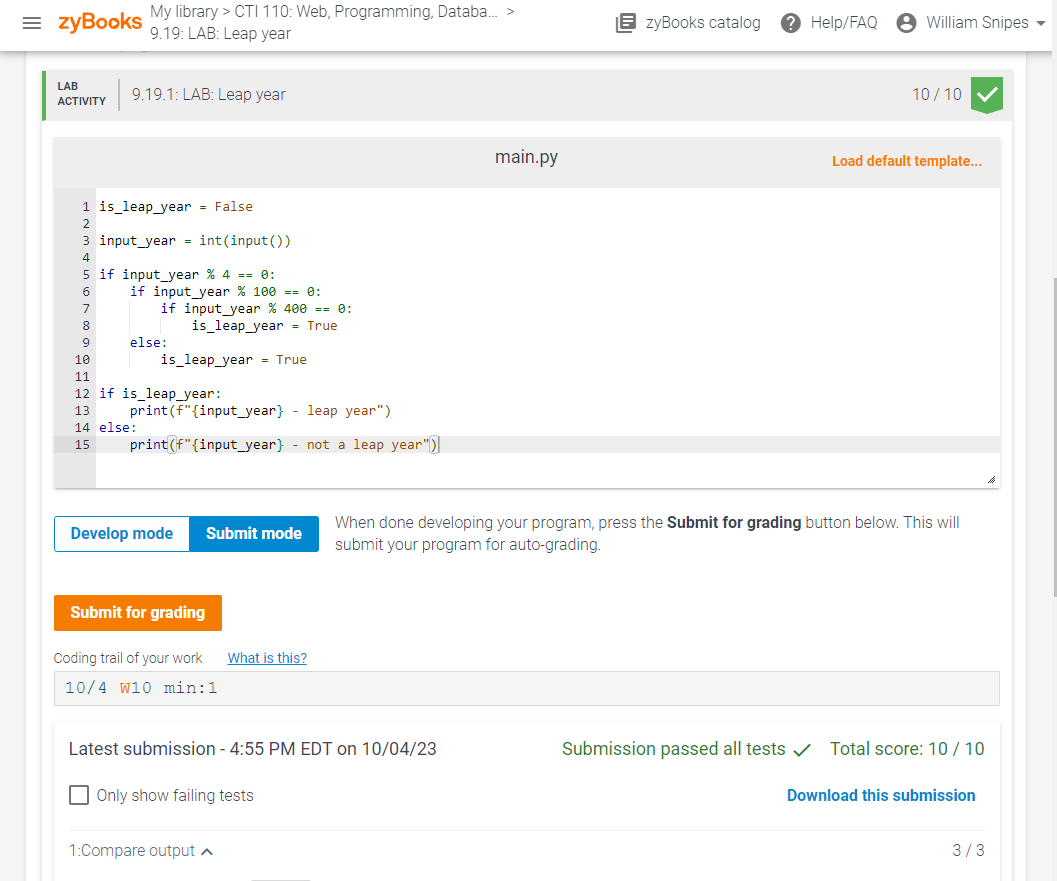 zyBooks
My library > CTI 110: Web, Programming, Databa... >
9.19: LAB: Leap year
zyBooks catalog
Help/FAQ
William Snipes
LAB
ACTIVITY
9.19.1: LAB: Leap year
10 / 10
main.py
Load default template...
1 is_leap_year = False
2
3 input_year = int(input())
4
5 if input_year % 4 == 0:
6     if input_year % 100 == 0:
7         if input_year % 400 == 0:
8             is_leap_year = True
9     else:
10         is_leap_year = True
11
12 if is_leap_year:
13     print(f"{input_year} - leap year")
14 else:
15     print(f"{input_year} - not a leap year")
Develop mode
Submit mode
When done developing your program, press the Submit for grading button below. This will
submit your program for auto-grading.
Submit for grading
Coding trail of your work
What is this?
10/4 W10 min:1
Latest submission - 4:55 PM EDT on 10/04/23
Submission passed all tests
Total score: 10 / 10
Only show failing tests
Download this submission
1:Compare output
3 / 3